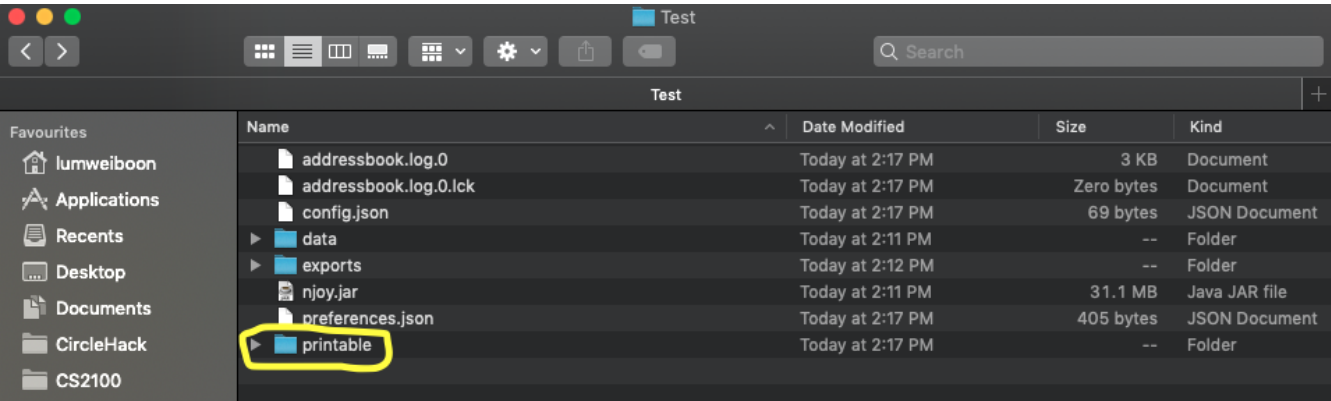 Test
Search
Test
Favourites
lumweiboon
Applications
Recents
Desktop
Documents
CircleHack
CS2100
Name Date Modified Size Kind
addressbook.log.0 Today at 2:17 PM 3 KB Document
addressbook.log.0.lck Today at 2:17 PM Zero bytes Document
config.json Today at 2:17 PM 69 bytes JSON Document
data Today at 2:11 PM -- Folder
exports Today at 2:12 PM -- Folder
njoy.jar Today at 2:11 PM 31.1 MB Java JAR file
preferences.json Today at 2:17 PM 405 bytes JSON Document
printable Today at 2:17 PM -- Folder